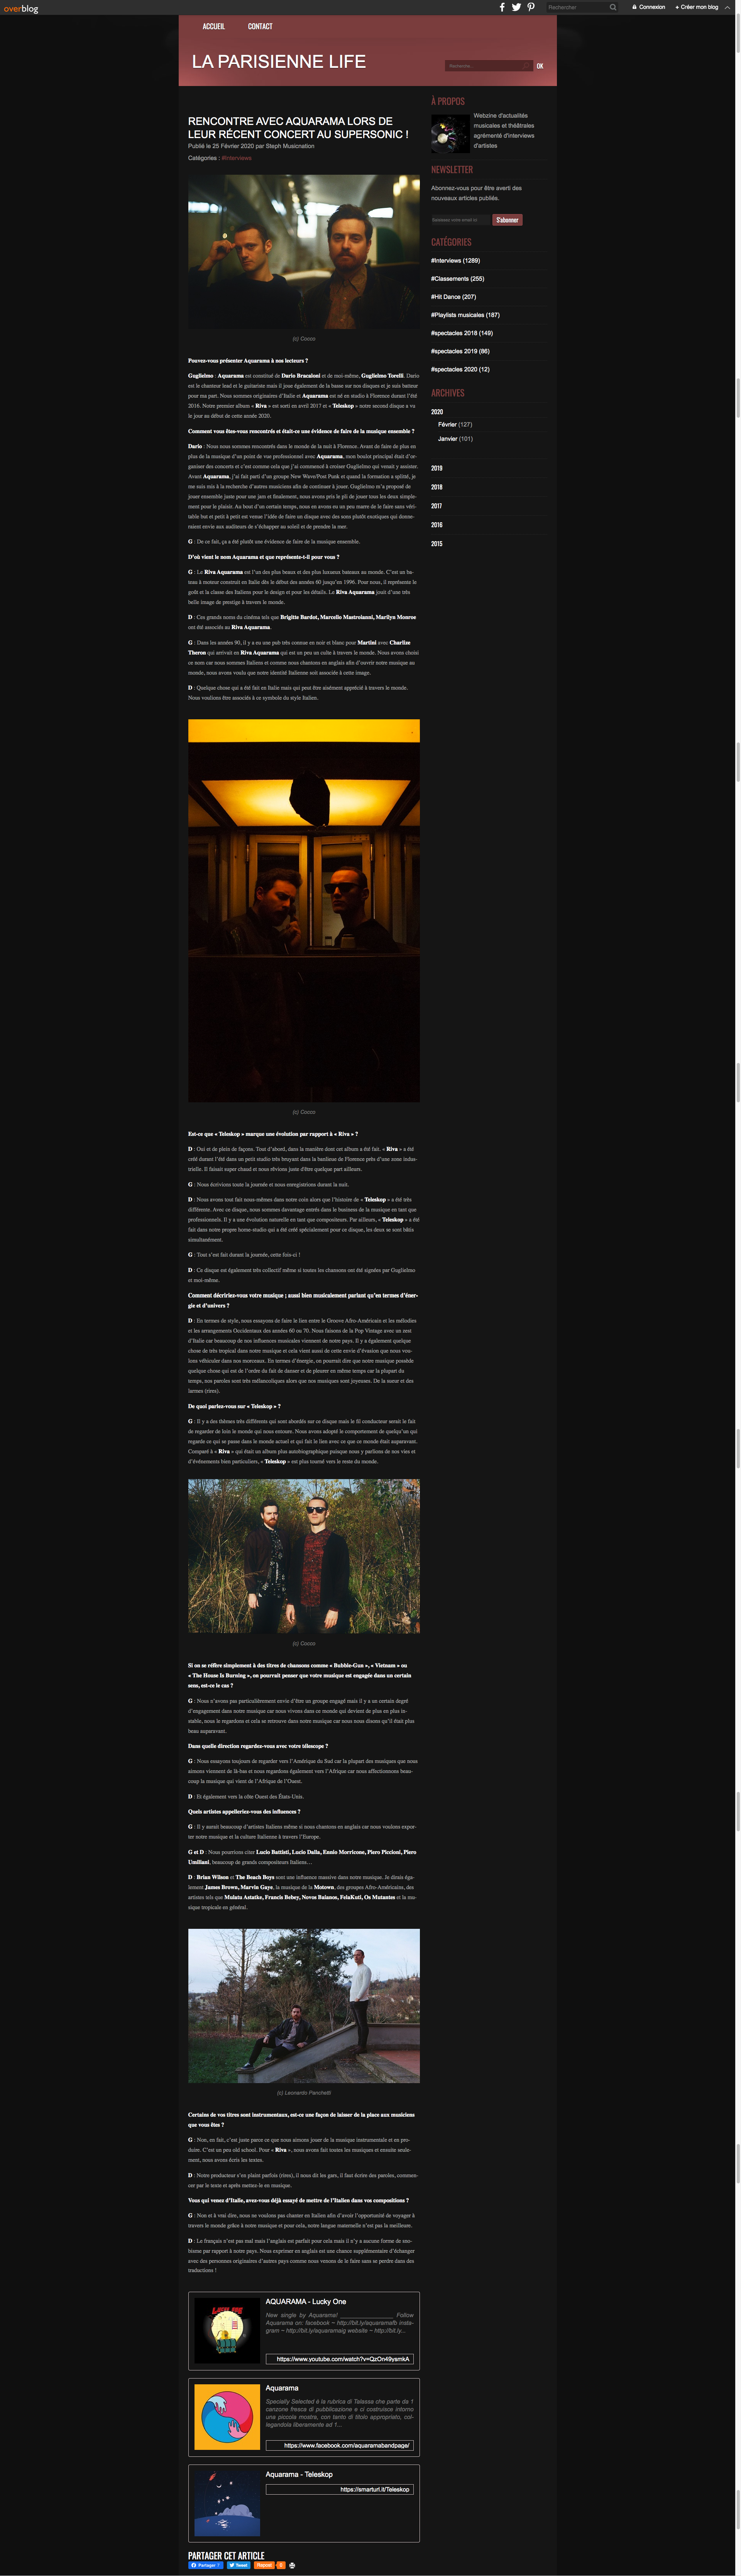 overblog
Rechercher
Connexion
+ Créer mon blog
ACCUEIL
CONTACT
LA PARISIENNE LIFE
Recherche
OK
RENCONTRE AVEC AQUARAMA LORS DE
LEUR RÉCENT CONCERT AU SUPERSONIC !
Publié le 25 Février 2020 par Steph Musicnation
Catégories : #Interviews
(c) Cocco
Pouvez-vous présenter Aquarama à nos lecteurs ?
Guglielmo : Aquarama est constitué de Dario Bracaloni et de moi-même, Guglielmo Torelli. Dario
est le chanteur lead et le guitariste mais il joue également de la basse sur nos disques et je suis batteur
pour ma part. Nous sommes originaires d'Italie et Aquarama est né en studio à Florence durant l'été
2016. Notre premier album « Riva » est sorti en avril 2017 et « Teleskop » notre second disque a vu
le jour au début de cette année 2020.
Comment vous êtes-vous rencontrés et était-ce une évidence de faire de la musique ensemble ?
Dario : Nous nous sommes rencontrés dans le monde de la nuit à Florence. Avant de faire de plus en
plus de la musique d'un point de vue professionnel avec Aquarama, mon boulot principal était d'or-
ganiser des concerts et c'est comme cela que j'ai commencé à croiser Guglielmo qui venait y assister.
Avant Aquarama, j'ai fait parti d'un groupe New Wave/Post Punk et quand la formation a splitté, je
me suis mis à la recherche d'autres musiciens afin de continuer à jouer. Guglielmo m'a proposé de
jouer ensemble juste pour une jam et finalement, nous avons pris le pli de jouer tous les deux simple-
ment pour le plaisir. Au bout d'un certain temps, nous en avons eu un peu marre de le faire sans véri-
table but et petit à petit est venue l'idée de faire un disque avec des sons plutôt exotiques qui donne-
raient envie aux auditeurs de s'échapper au soleil et de prendre la mer.
G : De ce fait, ça a été plutôt une évidence de faire de la musique ensemble.
D'où vient le nom Aquarama et que représente-t-il pour vous ?
G : Le Riva Aquarama est l'un des plus beaux et des plus luxueux bateaux au monde. C'est un ba-
teau à moteur construit en Italie dès le début des années 60 jusqu'en 1996. Pour nous, il représente le
goût et la classe des Italiens pour le design et pour les détails. Le Riva Aquarama jouit d'une très
belle image de prestige à travers le monde.
D : Ces grands noms du cinéma tels que Brigitte Bardot, Marcello Mastroianni, Marilyn Monroe
ont été associés au Riva Aquarama.
G : Dans les années 90, il y a eu une pub très connue en noir et blanc pour Martini avec Charlize
Theron qui arrivait en Riva Aquarama qui est un peu un culte à travers le monde. Nous avons choisi
ce nom car nous sommes Italiens et comme nous chantons en anglais afin d'ouvrir notre musique au
monde, nous avons voulu que notre identité Italienne soit associée à cette image.
D : Quelque chose qui a été fait en Italie mais qui peut être aisément apprécié à travers le monde.
Nous voulions être associés à ce symbole du style Italien.
(c) Cocco
Est-ce que « Teleskop » marque une évolution par rapport à « Riva » ?
D : Oui et de plein de façons. Tout d'abord, dans la manière dont cet album a été fait. « Riva » a été
créé durant l'été dans un petit studio très bruyant dans la banlieue de Florence près d'une zone indus-
trielle. Il faisait super chaud et nous rêvions juste d'être quelque part ailleurs.
G : Nous écrivions toute la journée et nous enregistrions durant la nuit.
D : Nous avons tout fait nous-mêmes dans notre coin alors que l'histoire de « Teleskop » a été très
différente. Avec ce disque, nous sommes davantage entrés dans le business de la musique en tant que
professionnels. Il y a une évolution naturelle en tant que compositeurs. Par ailleurs, « Teleskop » a été
fait dans notre propre home-studio qui a été créé spécialement pour ce disque, les deux se sont bâtis
simultanément.
G : Tout s'est fait durant la journée, cette fois-ci !
D : Ce disque est également très collectif même si toutes les chansons ont été signées par Guglielmo
et moi-même.
Comment décririez-vous votre musique ; aussi bien musicalement parlant qu'en termes d'éner-
gie et d'univers ?
D : En termes de style, nous essayons de faire le lien entre le Groove Afro-Américain et les mélodies
et les arrangements Occidentaux des années 60 ou 70. Nous faisons de la Pop Vintage avec un zest
d'Italie car beaucoup de nos influences musicales viennent de notre pays. Il y a également quelque
chose de très tropical dans notre musique et cela vient aussi de cette envie d'évasion que nous vou-
lons véhiculer dans nos morceaux. En termes d'énergie, on pourrait dire que notre musique possède
quelque chose qui est de l'ordre du fait de danser et de pleurer en même temps car la plupart du
temps, nos paroles sont très mélancoliques alors que nos musiques sont joyeuses. De la sueur et des
larmes (rires).
De quoi parlez-vous sur « Teleskop » ?
G : Il y a des thèmes très différents qui sont abordés sur ce disque mais le fil conducteur serait le fait
de regarder de loin le monde qui nous entoure. Nous avons adopté le comportement de quelqu'un qui
regarde ce qui se passe dans le monde actuel et qui fait le lien avec ce que ce monde était auparavant.
Comparé à « Riva » qui était un album plus autobiographique puisque nous y parlions de nos vies et
d'événements bien particuliers, « Teleskop » est plus tourné vers le reste du monde.
(c) Cocco
Si on se réfère simplement à des titres de chansons comme « Bubble-Gun », « Vietnam » ou
« The House Is Burning », on pourrait penser que votre musique est engagée dans un certain
sens, est-ce le cas ?
G : Nous n'avons pas particulièrement envie d'être un groupe engagé mais il y a un certain degré
d'engagement dans notre musique car nous vivons dans ce monde qui devient de plus en plus in-
stable, nous le regardons et cela se retrouve dans notre musique car nous nous disons qu'il était plus
beau auparavant.
Dans quelle direction regardez-vous avec votre télescope ?
G : Nous essayons toujours de regarder vers l'Amérique du Sud car la plupart des musiques que nous
aimons viennent de là-bas et nous regardons également vers l'Afrique car nous affectionnons beau-
coup la musique qui vient de l'Afrique de l'Ouest.
D : Et également vers la côte Ouest des États-Unis.
Quels artistes appelleriez-vous des influences ?
G : Il y aurait beaucoup d'artistes Italiens même si nous chantons en anglais car nous voulons expor-
ter notre musique et la culture Italienne à travers l'Europe.
G et D : Nous pourrions citer Lucio Battisti, Lucio Dalla, Ennio Morricone, Piero Piccioni, Piero
Umiliani, beaucoup de grands compositeurs Italiens…
D : Brian Wilson et The Beach Boys sont une influence massive dans notre musique. Je dirais éga-
lement James Brown, Marvin Gaye, la musique de la Motown, des groupes Afro-Américains, des
artistes tels que Mulatu Astatke, Francis Bebey, Novos Baianos, FelaKuti, Os Mutantes et la mu-
sique tropicale en général.
(c) Leonardo Panchetti
Certains de vos titres sont instrumentaux, est-ce une façon de laisser de la place aux musiciens
que vous êtes ?
G : Non, en fait, c'est juste parce ce que nous aimons jouer de la musique instrumentale et en pro-
duire. C'est un peu old school. Pour « Riva », nous avons fait toutes les musiques et ensuite seule-
ment, nous avons écris les textes.
D : Notre producteur s'en plaint parfois (rires), il nous dit les gars, il faut écrire des paroles, commen-
cer par le texte et après mettez-le en musique.
Vous qui venez d'Italie, avez-vous déjà essayé de mettre de l'Italien dans vos compositions ?
G : Non et à vrai dire, nous ne voulons pas chanter en Italien afin d'avoir l'opportunité de voyager à
travers le monde grâce à notre musique et pour cela, notre langue maternelle n'est pas la meilleure.
D : Le français n'est pas mal mais l'anglais est parfait pour cela mais il n'y a aucune forme de sno-
bisme par rapport à notre pays. Nous exprimer en anglais est une chance supplémentaire d'échanger
avec des personnes originaires d'autres pays comme nous venons de le faire sans se perdre dans des
traductions !
AQUARAMA - Lucky One
New single by Aquarama! ________________ Follow
Aquarama on: facebook ~ http://bit.ly/aquaramafb insta-
gram ~ http://bit.ly/aquaramaig website ~ http://bit.ly...
https://www.youtube.com/watch?v=QzOn49ysmkA
Aquarama
Specially Selected è la rubrica di Talassa che parte da 1
canzone fresca di pubblicazione e ci costruisce intorno
una piccola mostra, con tanto di titolo appropriato, col-
legandola liberamente ad 1...
https://www.facebook.com/aquaramabandpage/
Aquarama - Teleskop
https://smarturl.it/Teleskop
PARTAGER CET ARTICLE
Partager 7
Tweet
Repost 0
À PROPOS
Webzine d'actualités
musicales et théâtrales
agrémenté d'interviews
d'artistes
NEWSLETTER
Abonnez-vous pour être averti des
nouveaux articles publiés.
Saisissez votre email ici
S'abonner
CATÉGORIES
#Interviews (1289)
#Classements (255)
#Hit Dance (207)
#Playlists musicales (187)
#spectacles 2018 (149)
#spectacles 2019 (86)
#spectacles 2020 (12)
ARCHIVES
2020
Février (127)
Janvier (101)
2019
2018
2017
2016
2015